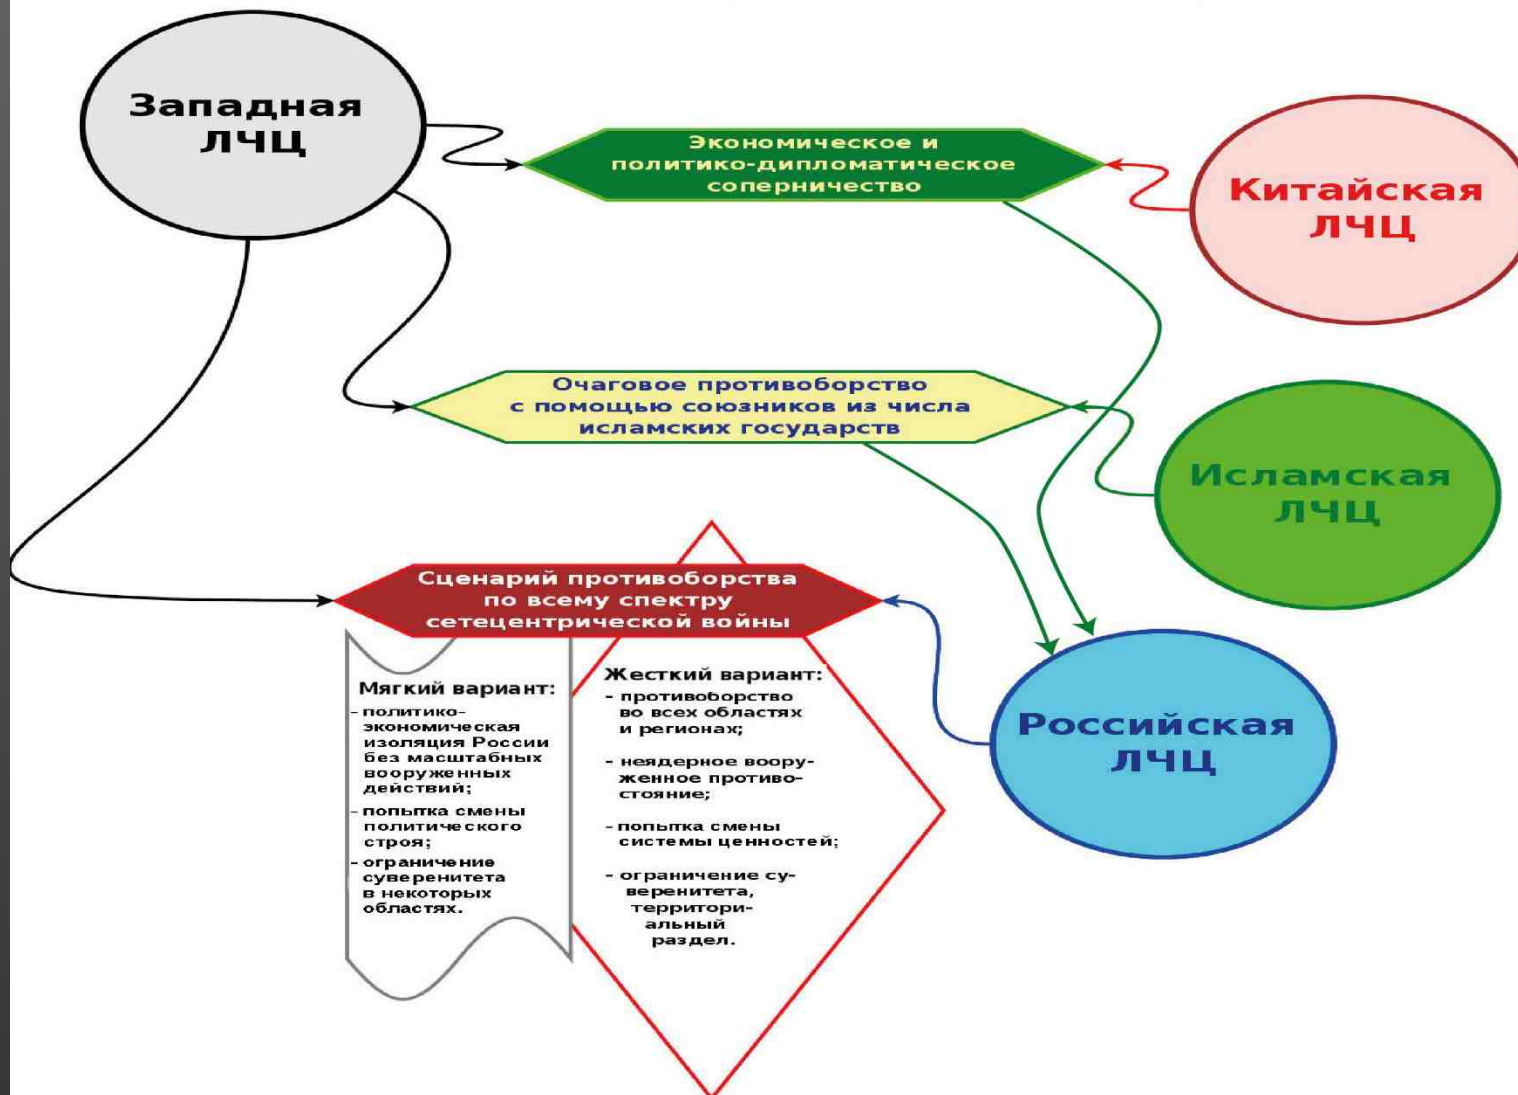 Западная
ЛЧЦ
Экономическое и
политико-дипломатическое
соперничество
Китайская
ЛЧЦ
Очаговое противоборство
с помощью союзников из числа
исламских государств
Исламская
ЛЧЦ
Сценарий противоборства
по всему спектру
сетецентрической войны
Мягкий вариант:
- политико-
экономическая
изоляция России
без масштабных
вооруженных
действий;
- попытка смены
политического
строя;
- ограничение
суверенитета
в некоторых
областях.
Жесткий вариант:
- противоборство
во всех областях
и регионах;
- неядерное воору-
женное противо-
стояние;
- попытка смены
системы ценностей;
- ограничение су-
веренитета,
территори-
альный
раздел.
Российская
ЛЧЦ